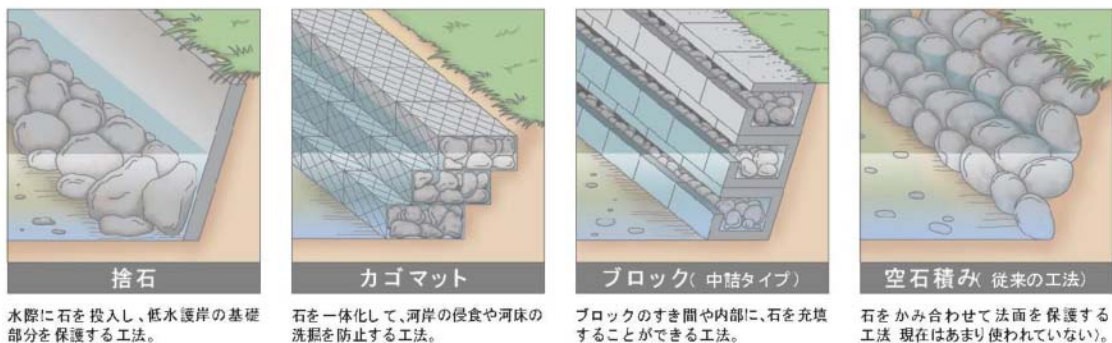 捨石
水際に石を投入し、低水護岸の基礎
部分を保護する工法。
カゴマット
石を一体化して、河岸の侵食や河床の
洗掘を防止する工法。
ブロック(中詰タイプ)
ブロックのすき間や内部に、石を充填
することができる工法。
空石積み(従来の工法)
石をかみ合わせて法面を保護する
工法 現在はあまり使われていない)。